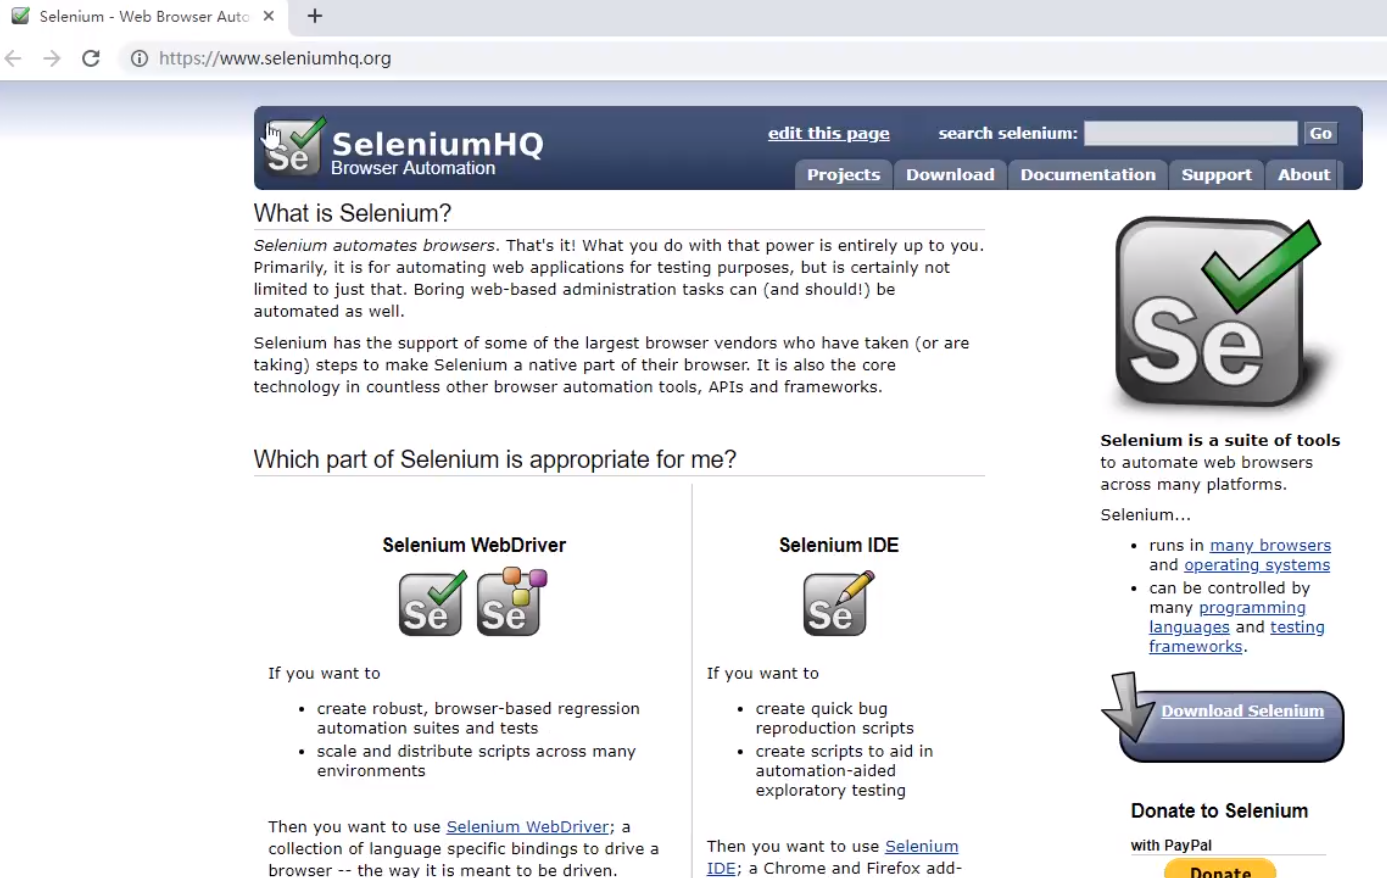 Selenium - Web Browser Auto
https://www.seleniumhq.org
Se
SeleniumHQ
Browser Automation
edit this page
search selenium:
Go
Projects
Download
Documentation
Support
About
What is Selenium?
Selenium automates browsers. That's it! What you do with that power is entirely up to you.
Primarily, it is for automating web applications for testing purposes, but is certainly not
limited to just that. Boring web-based administration tasks can (and should!) be
automated as well.
Selenium has the support of some of the largest browser vendors who have taken (or are
taking) steps to make Selenium a native part of their browser. It is also the core
technology in countless other browser automation tools, APIs and frameworks.
Which part of Selenium is appropriate for me?
Selenium WebDriver
Se
Se
If you want to
• create robust, browser-based regression
automation suites and tests
• scale and distribute scripts across many
environments
Then you want to use Selenium WebDriver; a
collection of language specific bindings to drive a
browser -- the way it is meant to be driven.
Selenium IDE
Se
If you want to
• create quick bug
reproduction scripts
• create scripts to aid in
automation-aided
exploratory testing
Then you want to use Selenium
IDE; a Chrome and Firefox add-
Se
Selenium is a suite of tools
to automate web browsers
across many platforms.
Selenium...
• runs in many browsers
and operating systems
• can be controlled by
many programming
languages and testing
frameworks.
Download Selenium
Donate to Selenium
with PayPal
Donate